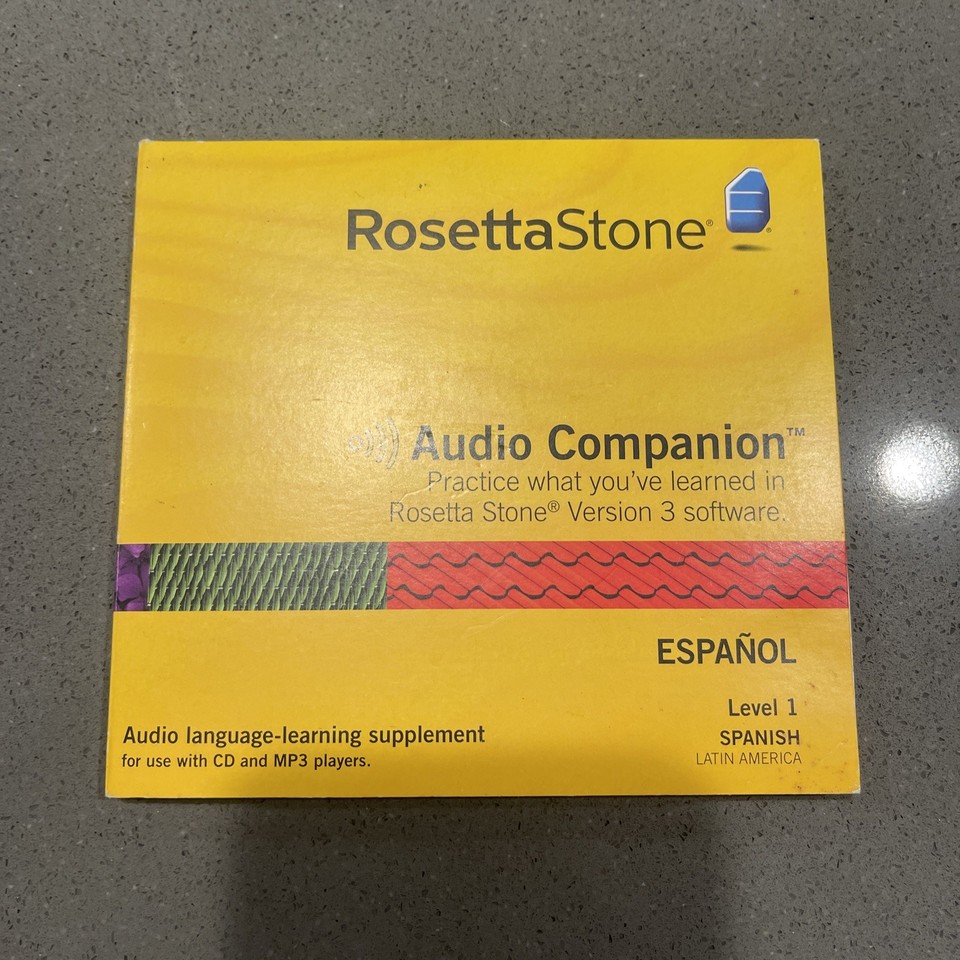 RosettaStone®
Audio Companion™
Practice what you've learned in
Rosetta Stone® Version 3 software.
ESPAÑOL
Level 1
SPANISH
LATIN AMERICA
Audio language-learning supplement
for use with CD and MP3 players.